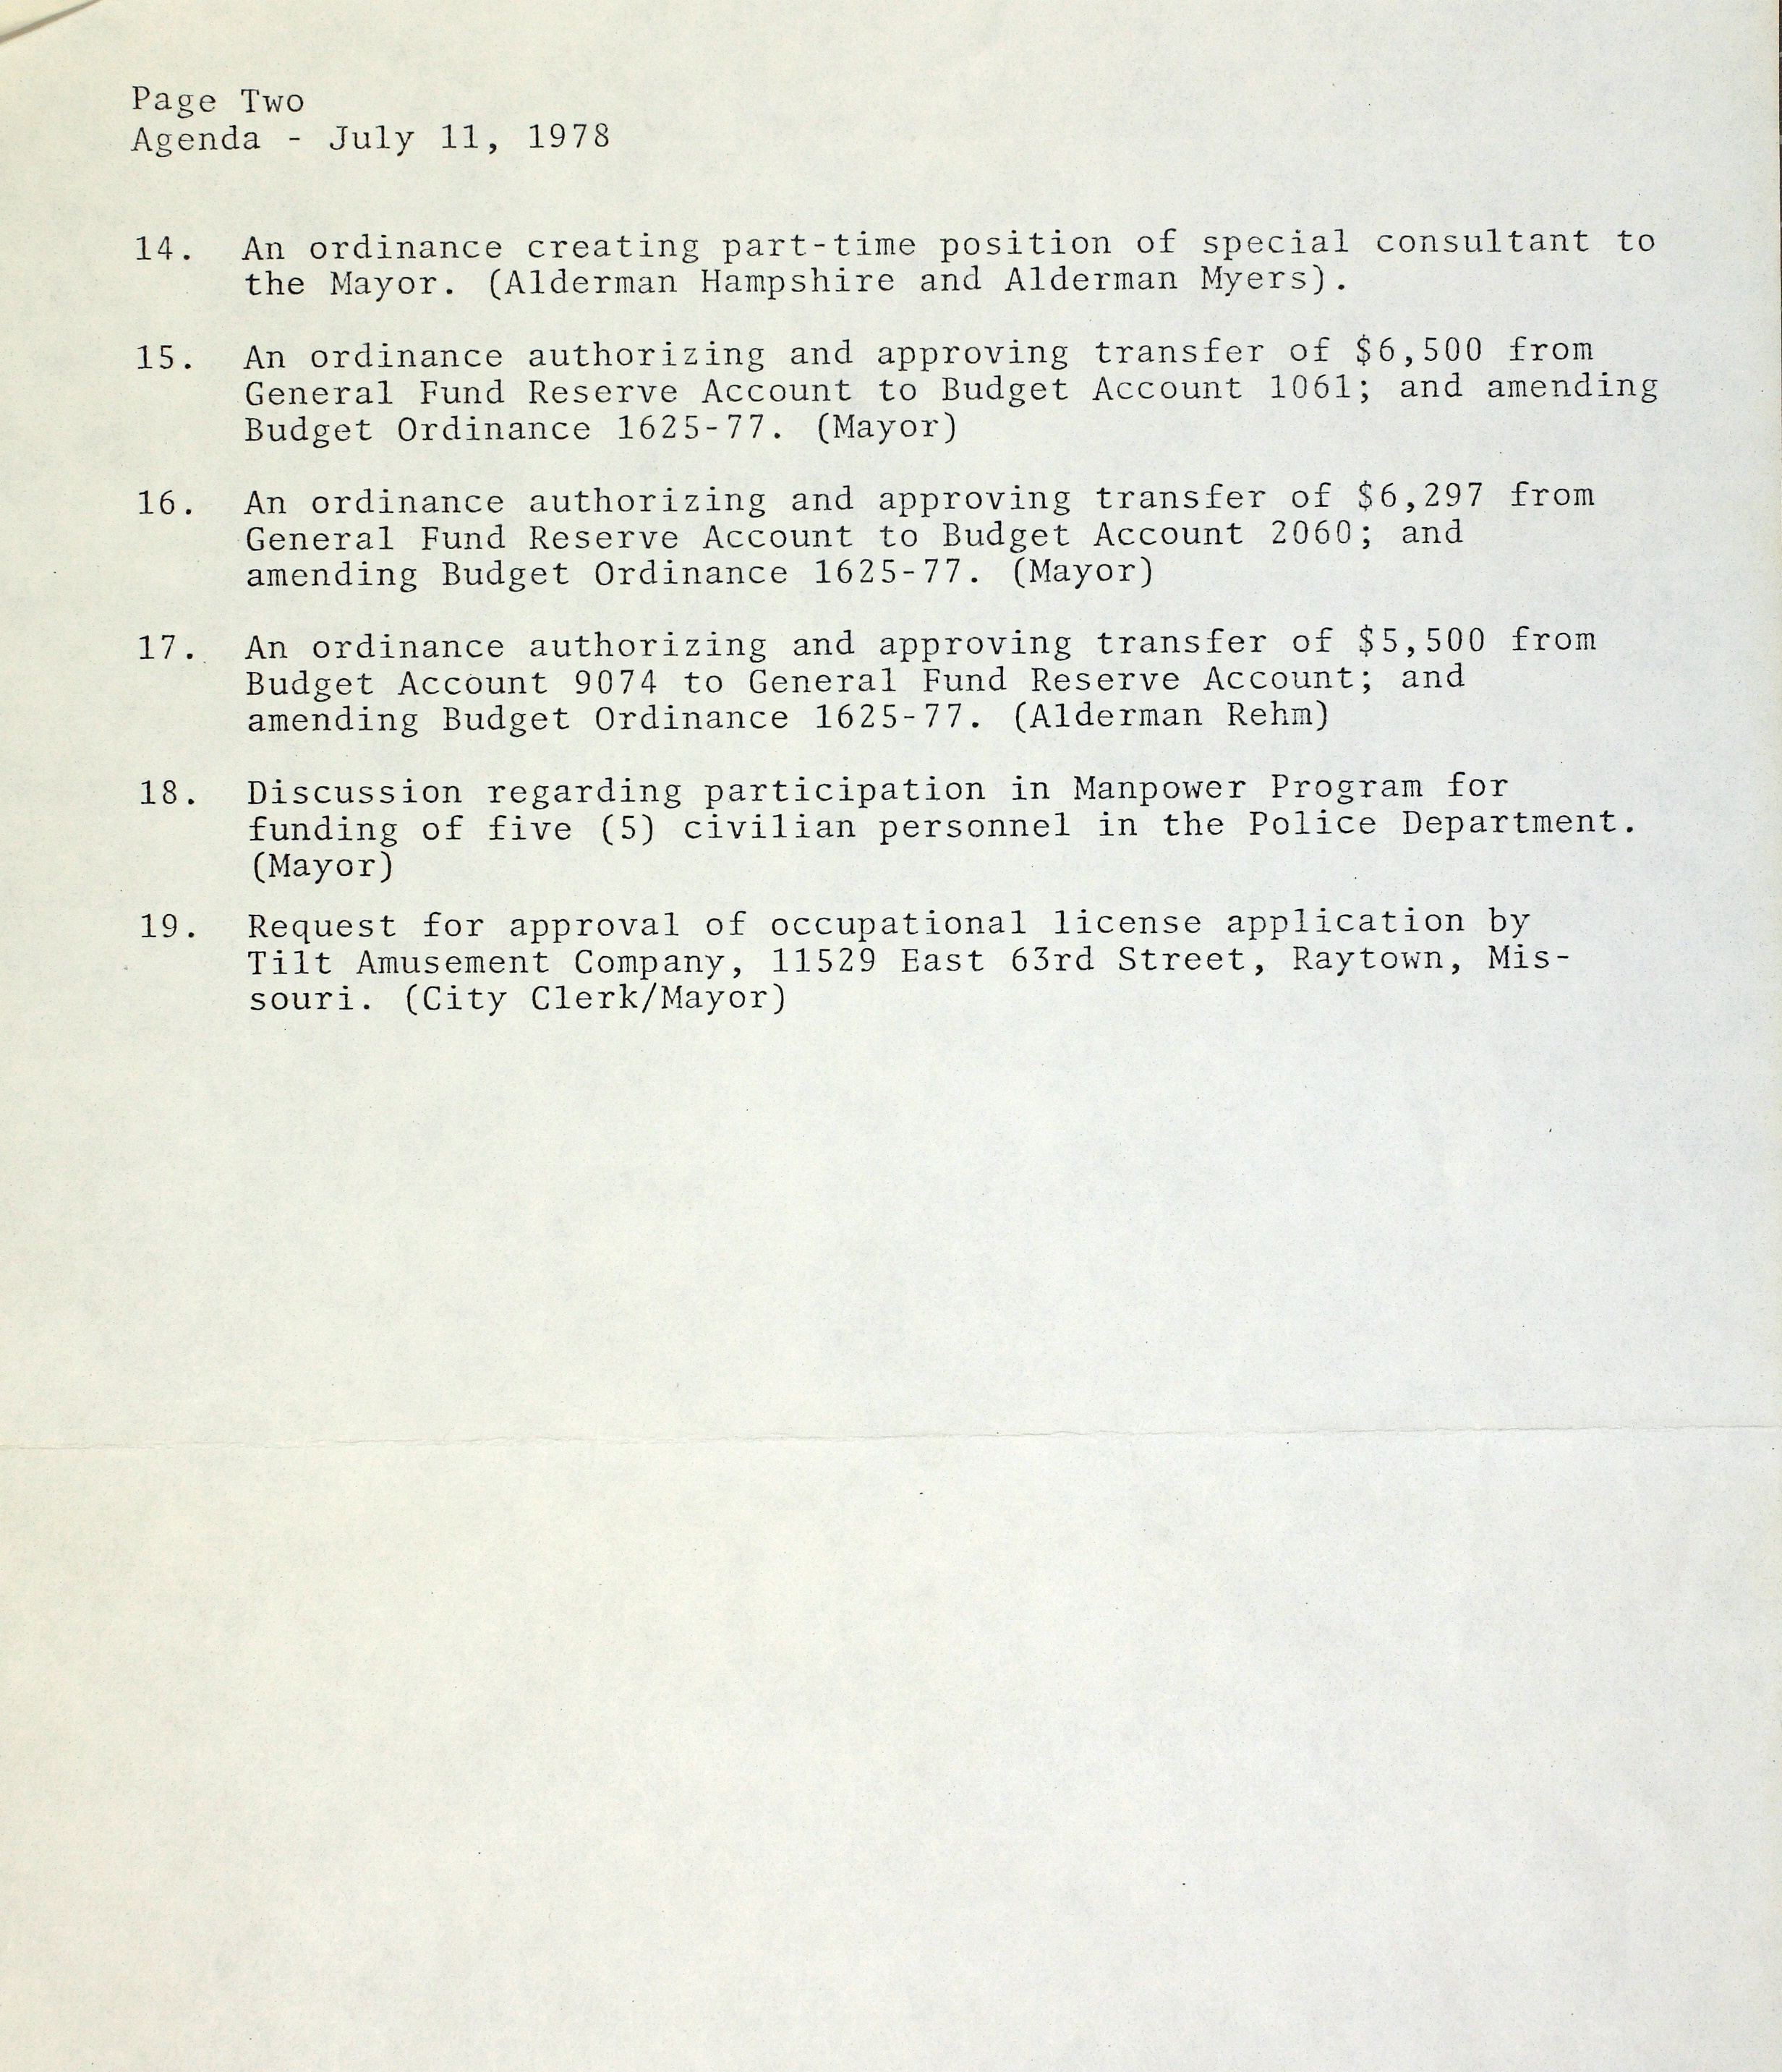 Page Two
Agenda - July 11, 1978
14. An ordinance creating part-time position of special consultant to
the Mayor. (Alderman Hampshire and Alderman Myers).
15. An ordinance authorizing and approving transfer of $6,500 from
General Fund Reserve Account to Budget Account 1061; and amending
Budget Ordinance 1625-77. (Mayor)
16. An ordinance authorizing and approving transfer of $6,297 from
General Fund Reserve Account to Budget Account 2060; and
amending Budget Ordinance 1625-77. (Mayor)
17. An ordinance authorizing and approving transfer of $5,500 from
Budget Account 9074 to General Fund Reserve Account; and
amending Budget Ordinance 1625-77. (Alderman Rehm)
18. Discussion regarding participation in Manpower Program for
funding of five (5) civilian personnel in the Police Department.
(Mayor)
19. Request for approval of occupational license application by
Tilt Amusement Company, 11529 East 63rd Street, Raytown, Mis-
souri. (City Clerk/Mayor)